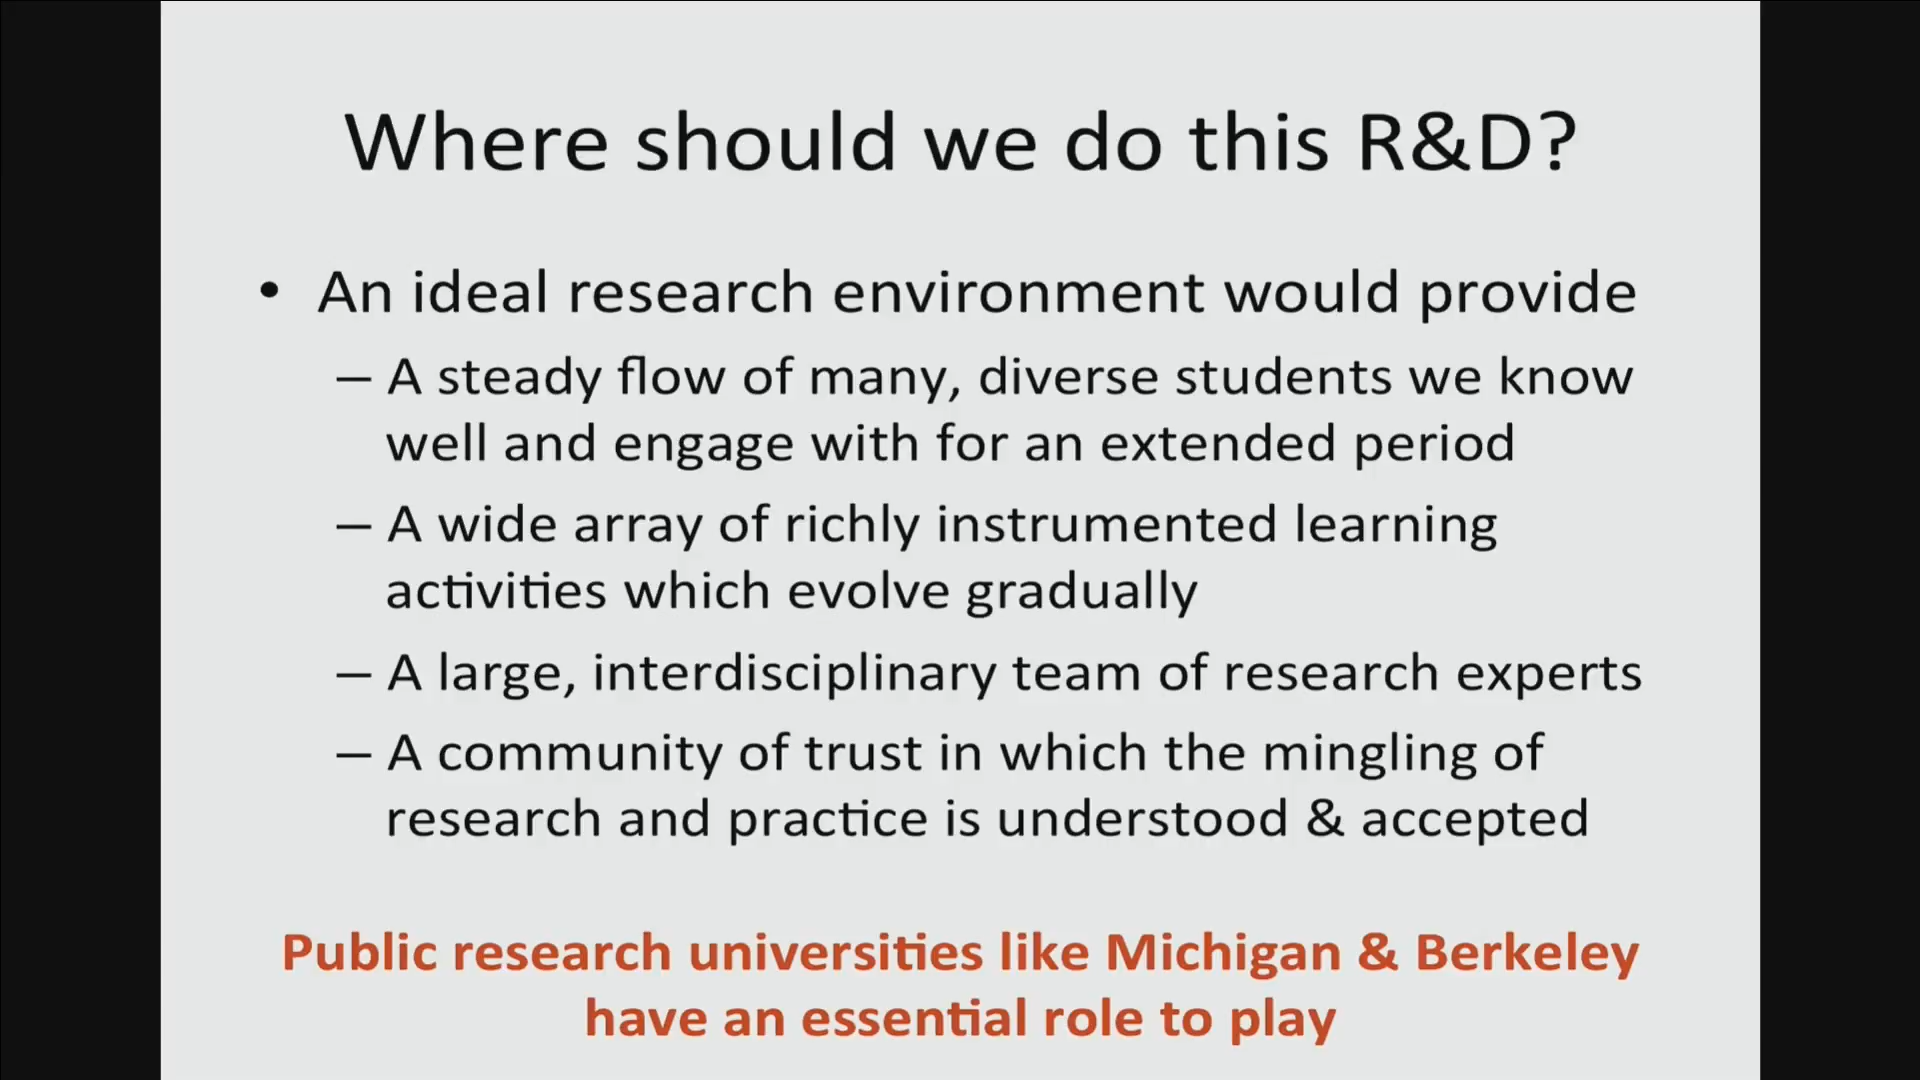 Where should we do this R&D?
• An ideal research environment would provide
– A steady flow of many, diverse students we know
well and engage with for an extended period
– A wide array of richly instrumented learning
activities which evolve gradually
– A large, interdisciplinary team of research experts
– A community of trust in which the mingling of
research and practice is understood & accepted
Public research universities like Michigan & Berkeley
have an essential role to play